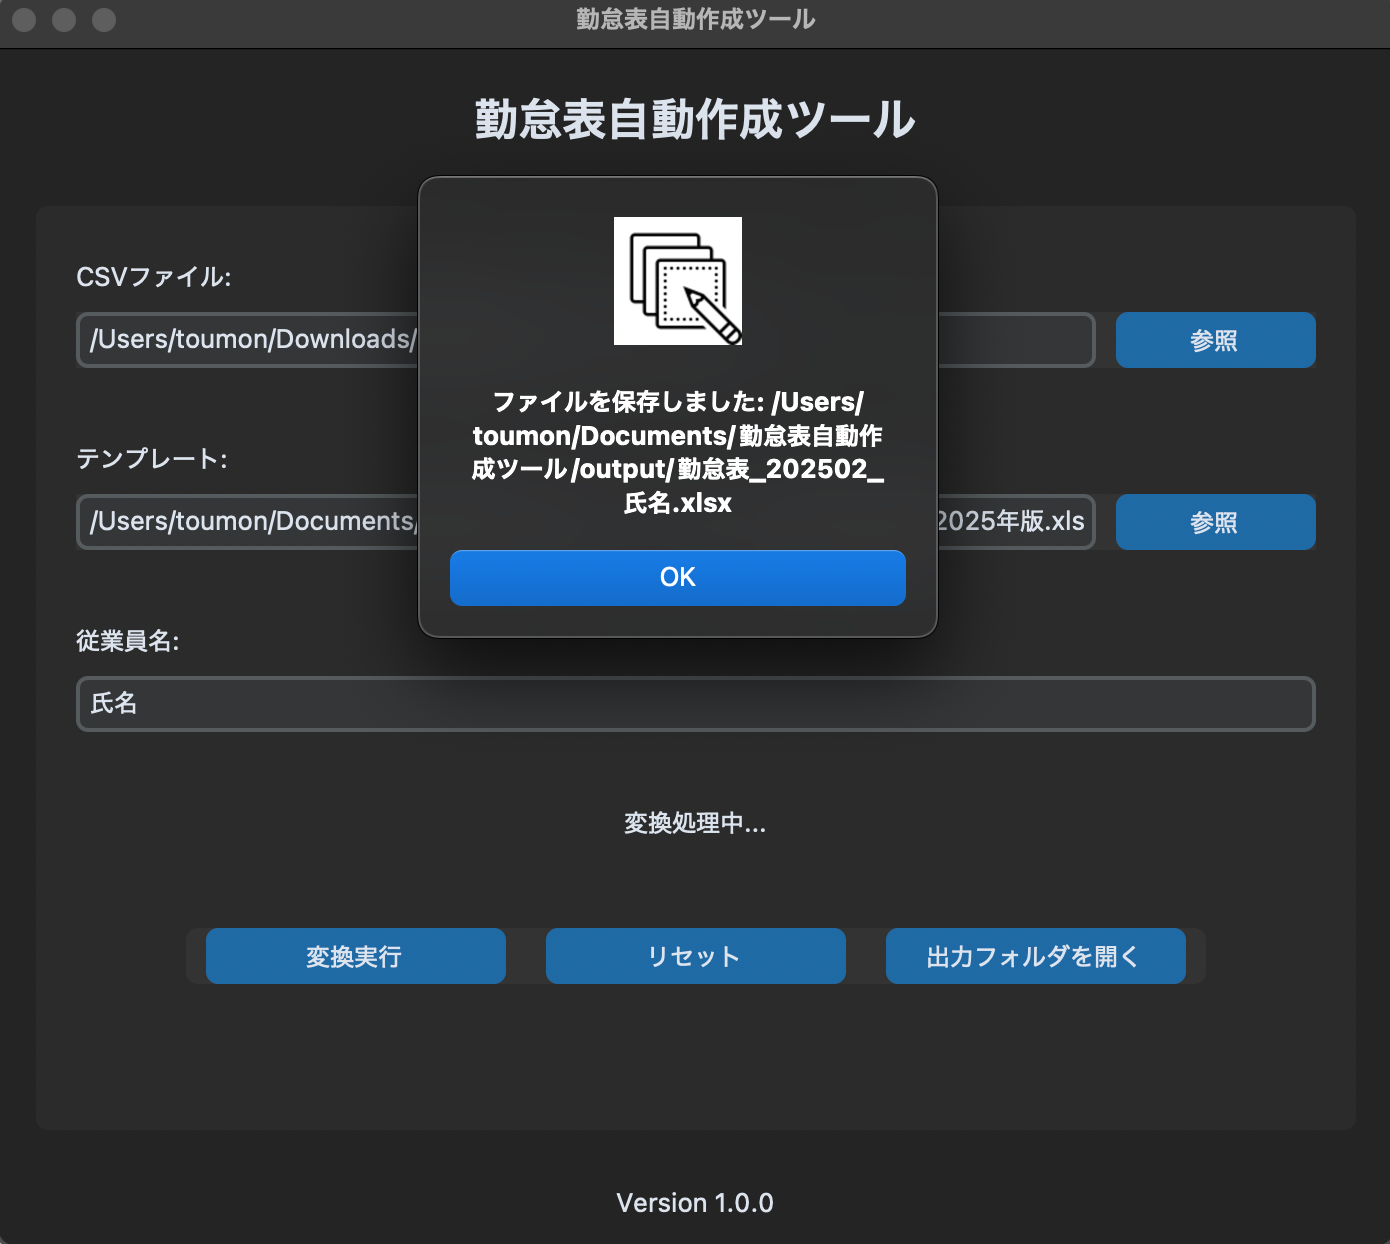 勤怠表自動作成ツール
勤怠表自動作成ツール
CSVファイル:
/Users/toumon/Downloads/
参照
ファイルを保存しました: /Users/
toumon/Documents/勤怠表自動作
成ツール/output/勤怠表_202502_
氏名.xlsx
OK
テンプレート:
/Users/toumon/Documents/
2025年版.xls
参照
従業員名:
氏名
変換処理中...
変換実行
リセット
出力フォルダを開く
Version 1.0.0